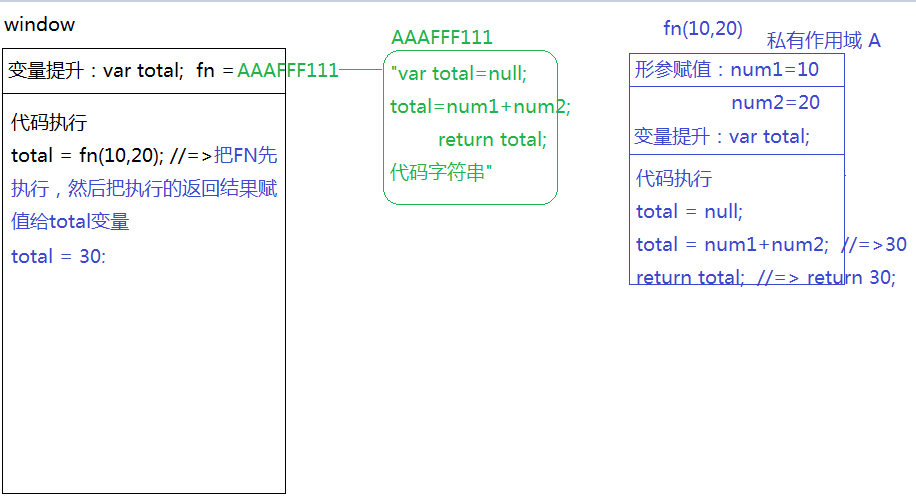 window
变量提升：var total;  fn =AAAFFF111
代码执行
total = fn(10,20); //=>把FN先
执行，然后把执行的返回结果赋
值给total变量
total = 30;
AAAFFF111
"var total=null;
total=num1+num2;
return total;
代码字符串"
fn(10,20)
私有作用域 A
形参赋值：num1=10
num2=20
变量提升：var total;
代码执行
total = null;
total = num1+num2;  //=>30
return total;  //=> return 30;